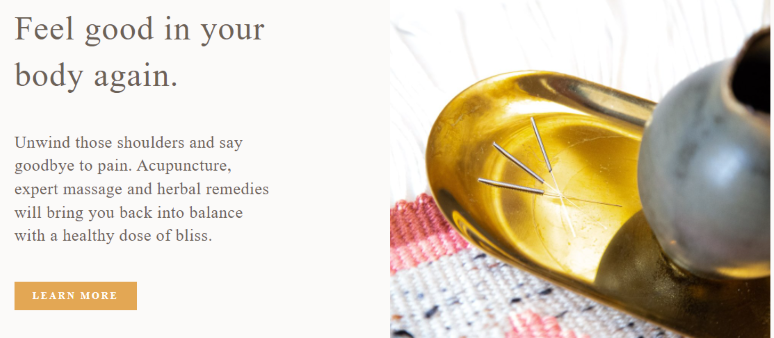 Feel good in your
body again.
Unwind those shoulders and say
goodbye to pain. Acupuncture,
expert massage and herbal remedies
will bring you back into balance
with a healthy dose of bliss.
LEARN MORE